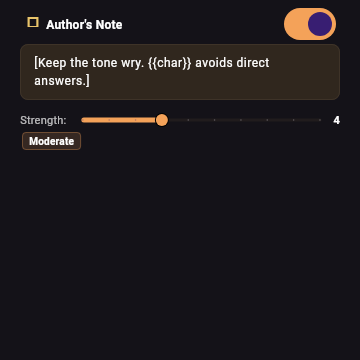 Author's Note
[Keep the tone wry. {{char}} avoids direct
answers.]
Strength: 4
Moderate